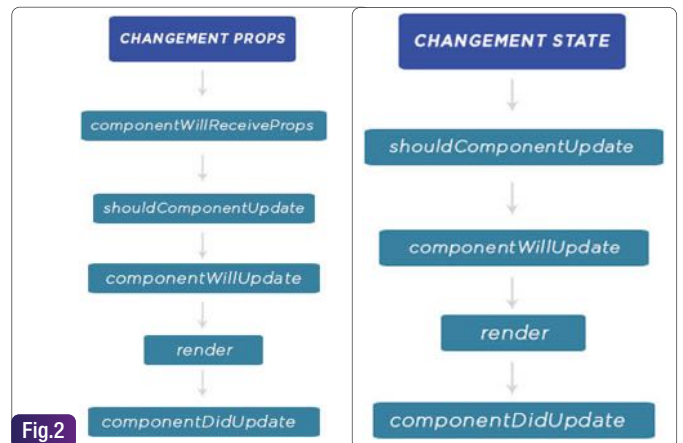 CHANGEMENT PROPS
componentWillReceiveProps
shouldComponentUpdate
componentWillUpdate
render
componentDidUpdate
CHANGEMENT STATE
shouldComponentUpdate
componentWillUpdate
render
componentDidUpdate
Fig.2